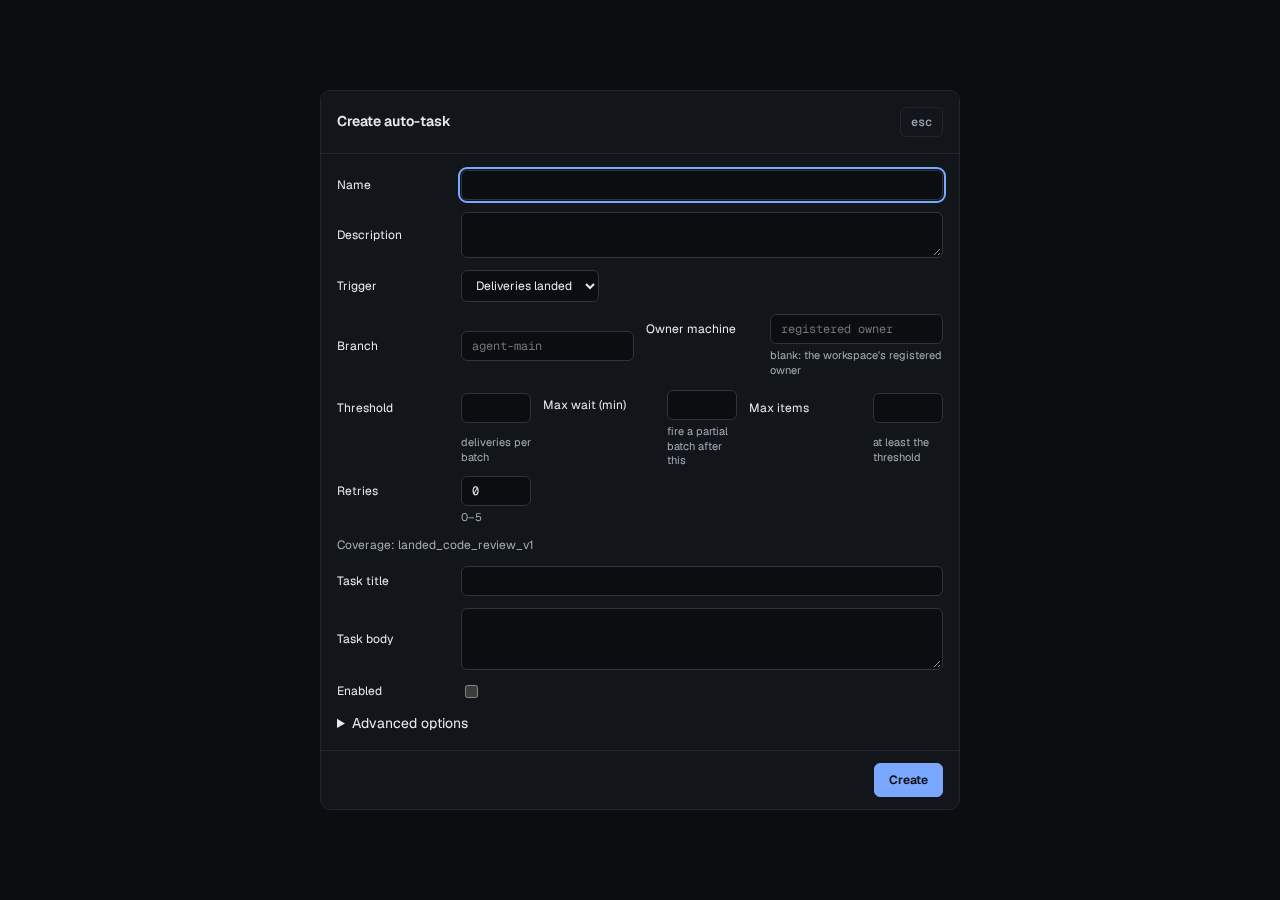 Create auto-task
esc
Name
Description
Trigger
Deliveries landed
Branch
agent-main
Owner machine
registered owner
blank: the workspace's registered
owner
Threshold
deliveries per
batch
Max wait (min)
fire a partial
batch after
this
Max items
at least the
threshold
Retries
0
0–5
Coverage: landed_code_review_v1
Task title
Task body
Enabled
Advanced options
Create